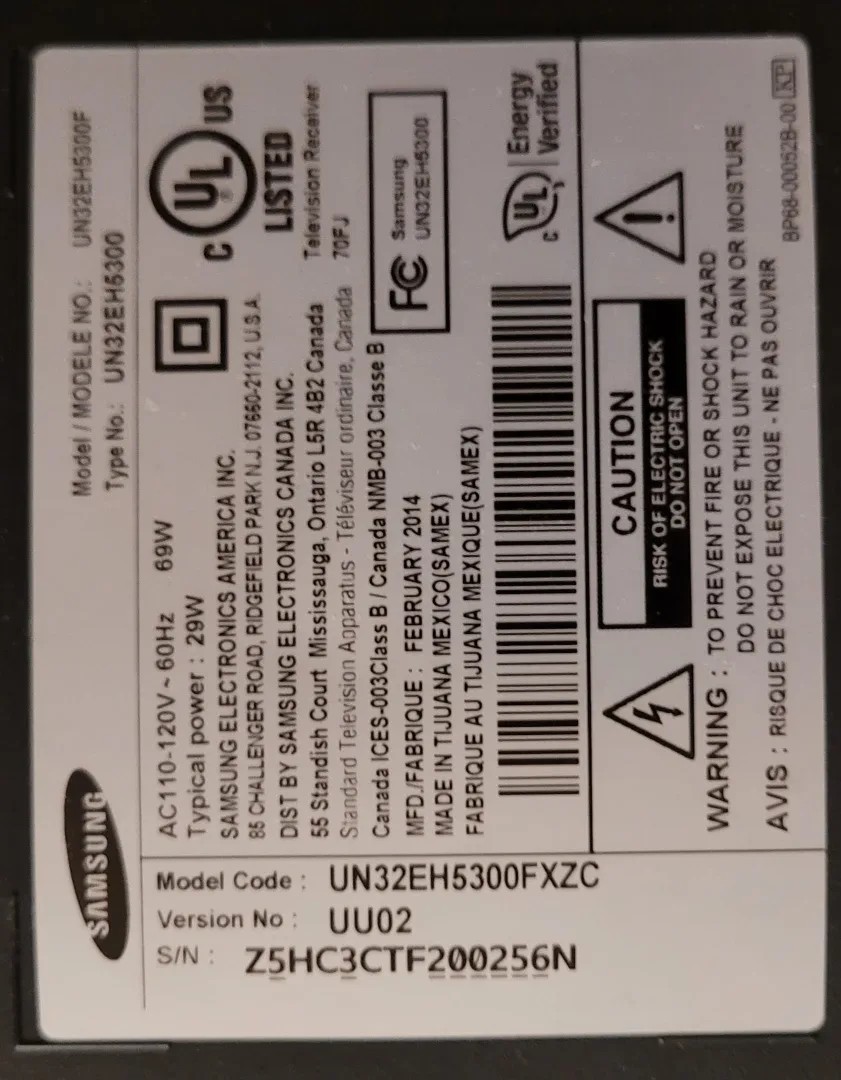 SAMSUNG
Model / MODELE NO.: UN32EH5300F
Type No.: UN32EH5300
AC110-120V ~ 60Hz 69W
Typical power : 29W
SAMSUNG ELECTRONICS AMERICA INC.
85 CHALLENGER ROAD, RIDGEFIELD PARK N.J. 07660-2112, U.S.A.
DIST BY SAMSUNG ELECTRONICS CANADA INC.
55 Standish Court Mississauga, Ontario L5R 4B2 Canada
Standard Television Apparatus - Téléviseur ordinaire, Canada
Canada ICES-003Class B / Canada NMB-003 Classe B
MFD./FABRIQUE : FEBRUARY 2014
MADE IN TIJUANA MEXICO(SAMEX)
FABRIQUE AU TIJUANA MEXIQUE(SAMEX)
C UL ® US
LISTED
Television Receiver
70FJ
FC Samsung
UN32EH5300
C UL Energy
Verified
CAUTION
RISK OF ELECTRIC SHOCK
DO NOT OPEN
!
WARNING : TO PREVENT FIRE OR SHOCK HAZARD
DO NOT EXPOSE THIS UNIT TO RAIN OR MOISTURE
AVIS : RISQUE DE CHOC ELECTRIQUE - NE PAS OUVRIR
BP68-00052B-00 KP
Model Code : UN32EH5300FXZC
Version No : UU02
S/N : Z5HC3CTF200256N